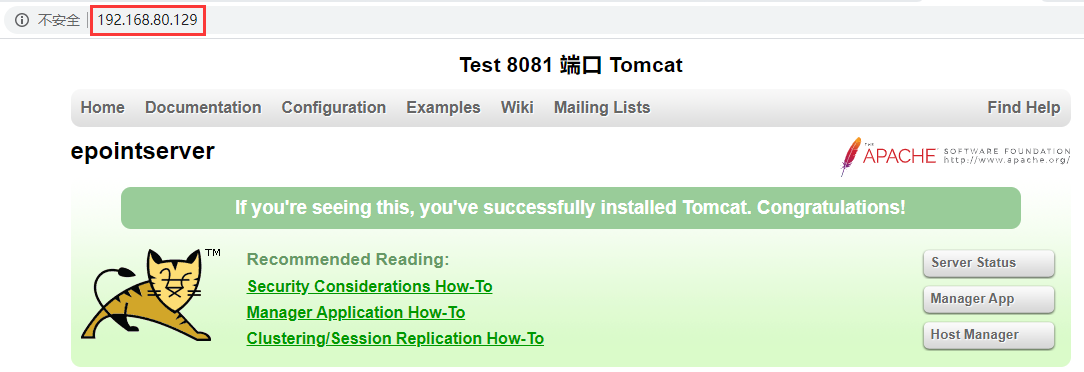 不安全 192.168.80.129
Test 8081 端口 Tomcat
Home Documentation Configuration Examples Wiki Mailing Lists Find Help
epointserver
THE
APACHE SOFTWARE FOUNDATION
http://www.apache.org/
If you're seeing this, you've successfully installed Tomcat. Congratulations!
TM
Recommended Reading:
Security Considerations How-To
Manager Application How-To
Clustering/Session Replication How-To
Server Status
Manager App
Host Manager